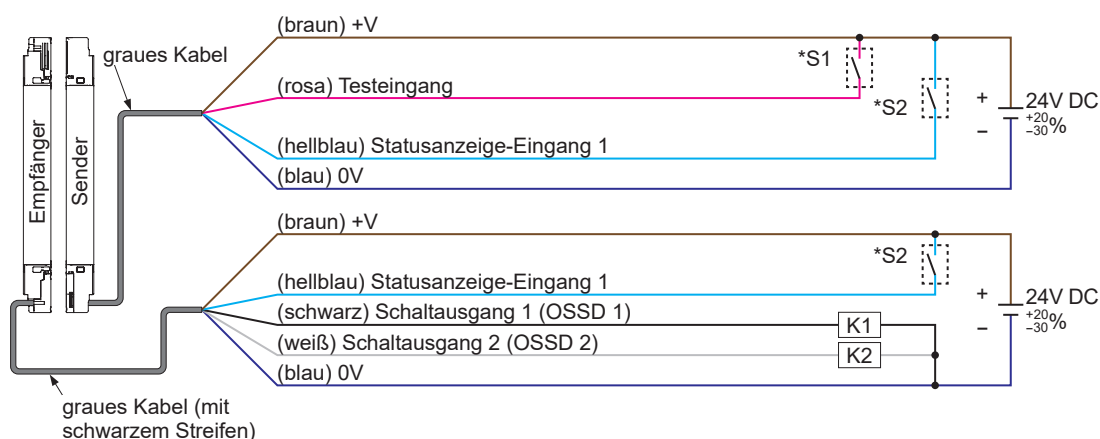 (braun) +V
graues Kabel
*S1
(rosa) Testeingang
*S2
+
24V DC
+20
–30 %
–
(hellblau) Statusanzeige-Eingang 1
(blau) 0V
Empfänger
Sender
(braun) +V
*S2
(hellblau) Statusanzeige-Eingang 1
+
24V DC
+20
–30 %
–
(schwarz) Schaltausgang 1 (OSSD 1)
K1
(weiß) Schaltausgang 2 (OSSD 2)
K2
(blau) 0V
graues Kabel (mit
schwarzem Streifen)